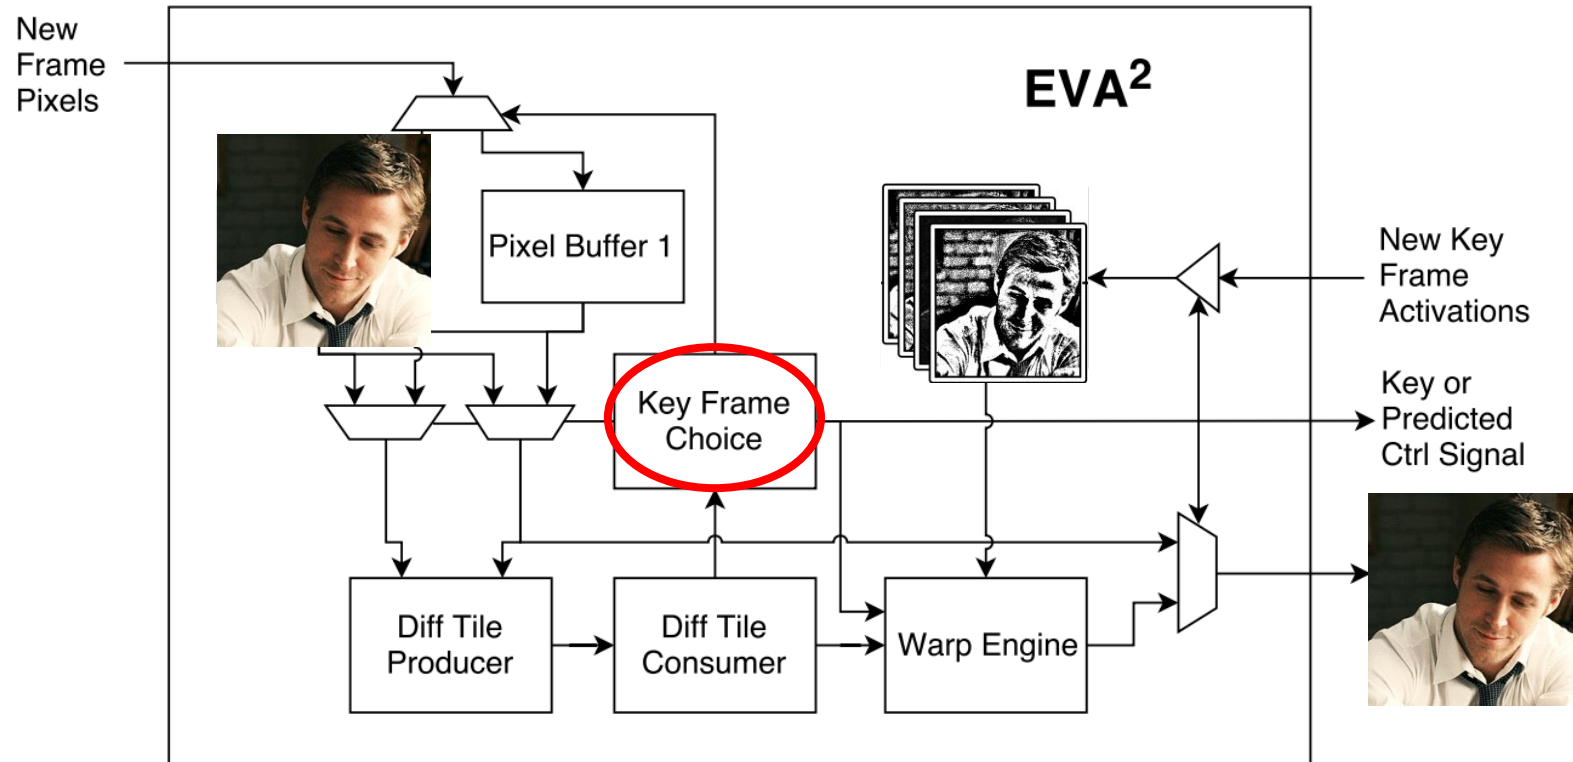 New
Frame
Pixels
EVA²
Pixel Buffer 1
New Key
Frame
Activations
Key Frame
Choice
Key or
Predicted
Ctrl Signal
Diff Tile
Producer
Diff Tile
Consumer
Warp Engine